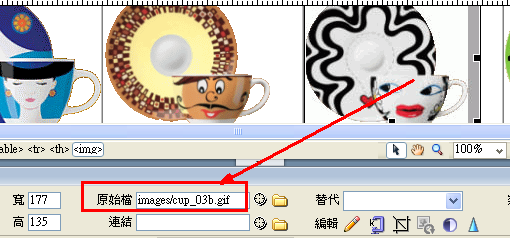 able> <tr> <th> <img>
100%
寬 177 原始檔 images/cup_03b.gif 替代
高 135 連結 編輯